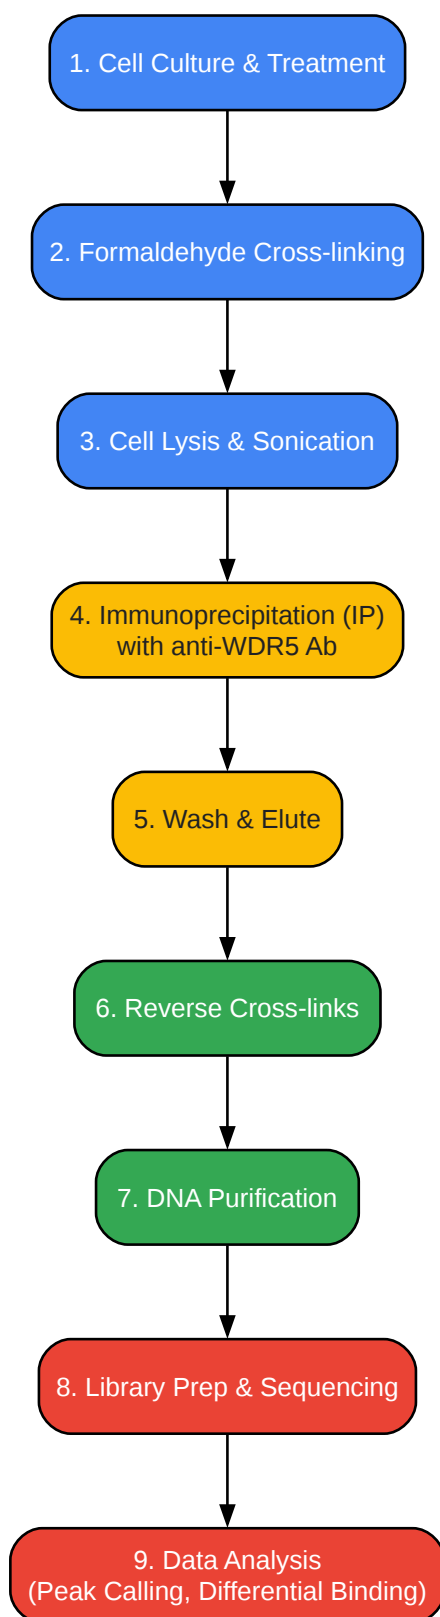 1. Cell Culture & Treatment
2. Formaldehyde Cross-linking
3. Cell Lysis & Sonication
4. Immunoprecipitation (IP)
with anti-WDR5 Ab
5. Wash & Elute
6. Reverse Cross-links
7. DNA Purification
8. Library Prep & Sequencing
9. Data Analysis
(Peak Calling, Differential Binding)